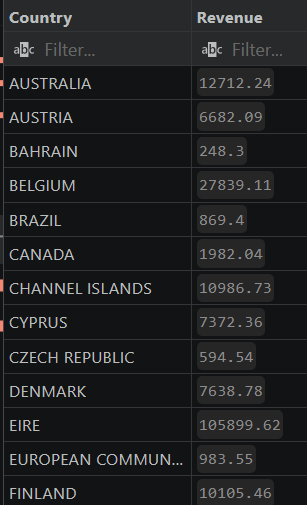 Country Revenue
abc Filter... abc Filter...
AUSTRALIA 12712.24
AUSTRIA 6682.09
BAHRAIN 248.3
BELGIUM 27839.11
BRAZIL 869.4
CANADA 1982.04
CHANNEL ISLANDS 10986.73
CYPRUS 7372.36
CZECH REPUBLIC 594.54
DENMARK 7638.78
EIRE 105899.62
EUROPEAN COMMUN... 983.55
FINLAND 10105.46